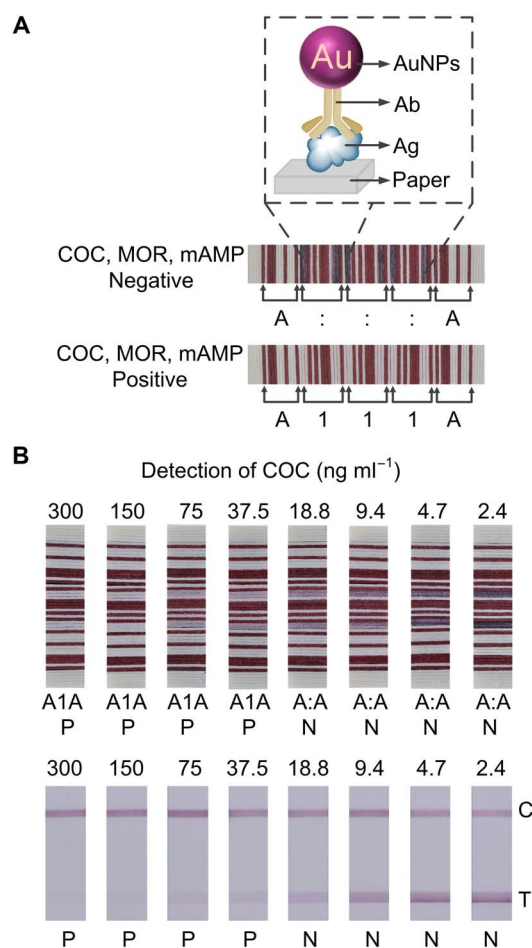 A
Au
AuNPs
Ab
Ag
Paper
COC, MOR, mAMP
Negative
A : : : A
COC, MOR, mAMP
Positive
A 1 1 1 A
B
Detection of COC (ng ml⁻¹)
300 150 75 37.5 18.8 9.4 4.7 2.4
A1A A1A A1A A1A A:A A:A A:A A:A
P P P P N N N N
300 150 75 37.5 18.8 9.4 4.7 2.4
C
T
P P P P N N N N